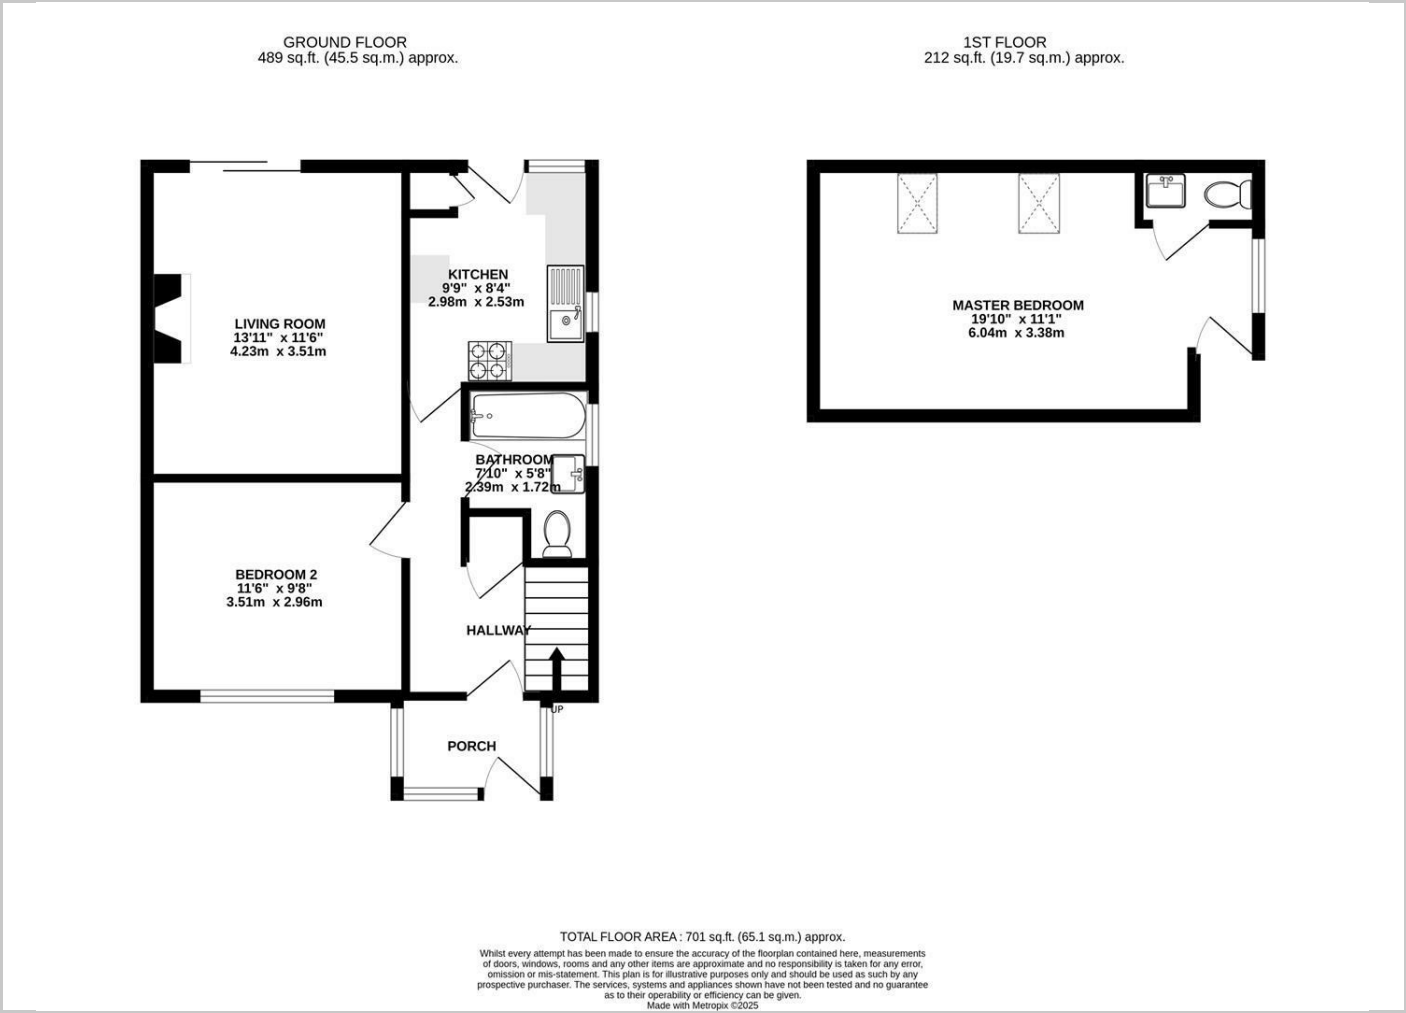 GROUND FLOOR
489 sq.ft. (45.5 sq.m.) approx.
1ST FLOOR
212 sq.ft. (19.7 sq.m.) approx.
LIVING ROOM
13'11" x 11'6"
4.23m x 3.51m
KITCHEN
9'9" x 8'4"
2.98m x 2.53m
BATHROOM
7'10" x 5'8"
2.39m x 1.72m
BEDROOM 2
11'6" x 9'8"
3.51m x 2.96m
HALLWAY
UP
PORCH
MASTER BEDROOM
19'10" x 11'1"
6.04m x 3.38m
TOTAL FLOOR AREA : 701 sq.ft. (65.1 sq.m.) approx.
Whilst every attempt has been made to ensure the accuracy of the floorplan contained here, measurements
of doors, windows, rooms and any other items are approximate and no responsibility is taken for any error,
omission or mis-statement. This plan is for illustrative purposes only and should be used as such by any
prospective purchaser. The services, systems and appliances shown have not been tested and no guarantee
as to their operability or efficiency can be given.
Made with Metropix ©2025